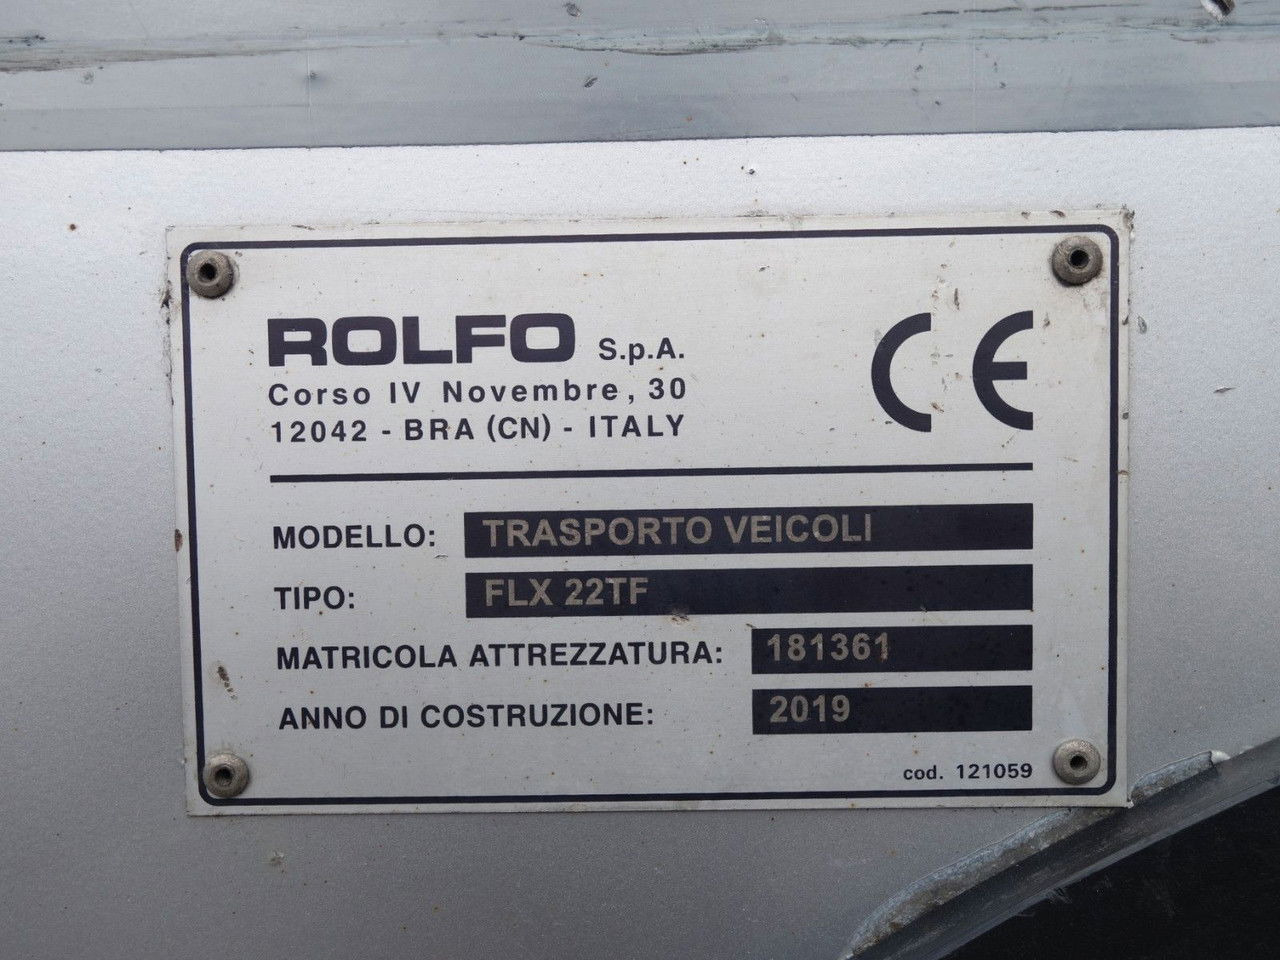 ROLFO S.p.A.
Corso IV Novembre, 30
12042 - BRA (CN) - ITALY
CE
MODELLO: TRASPORTO VEICOLI
TIPO: FLX 22TF
MATRICOLA ATTREZZATURA: 181361
ANNO DI COSTRUZIONE: 2019
cod. 121059